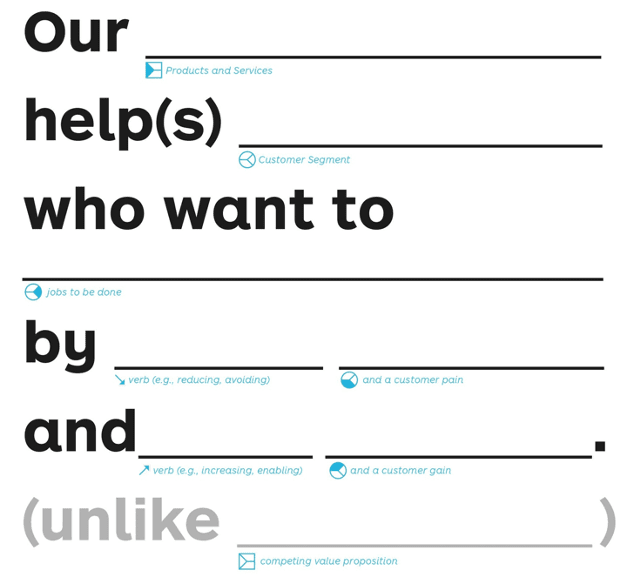 Our
Products and Services
help(s)
Customer Segment
who want to
jobs to be done
by
verb (e.g., reducing, avoiding) and a customer pain
and .
verb (e.g., increasing, enabling) and a customer gain
(unlike )
competing value proposition